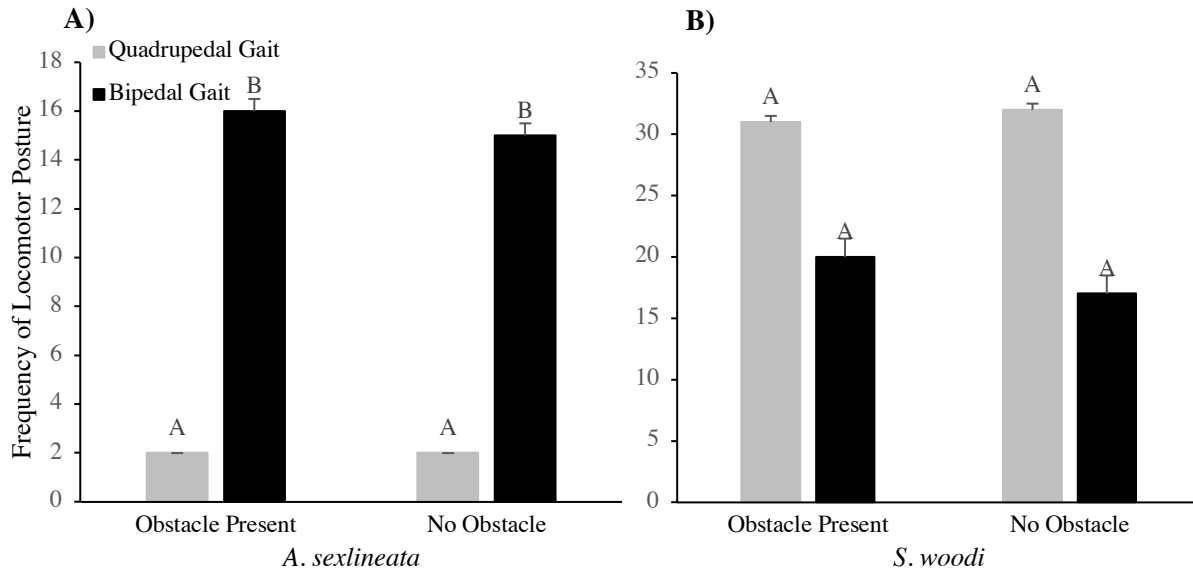 A)
Quadrupedal Gait
Bipedal Gait
Frequency of Locomotor Posture
18
16
14
12
10
8
6
4
2
0
A
B
A
B
Obstacle Present
No Obstacle
A. sexlineata
B)
35
30
25
20
15
10
5
0
A
A
A
A
Obstacle Present
No Obstacle
S. woodi